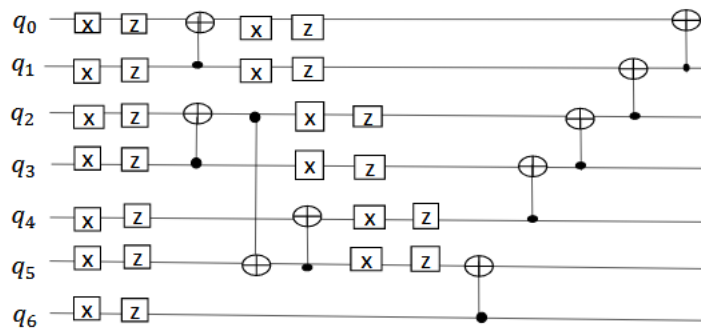 q0 X Z X Z
q1 X Z X Z
q2 X Z X Z
q3 X Z X Z
q4 X Z X Z
q5 X Z X Z
q6 X Z